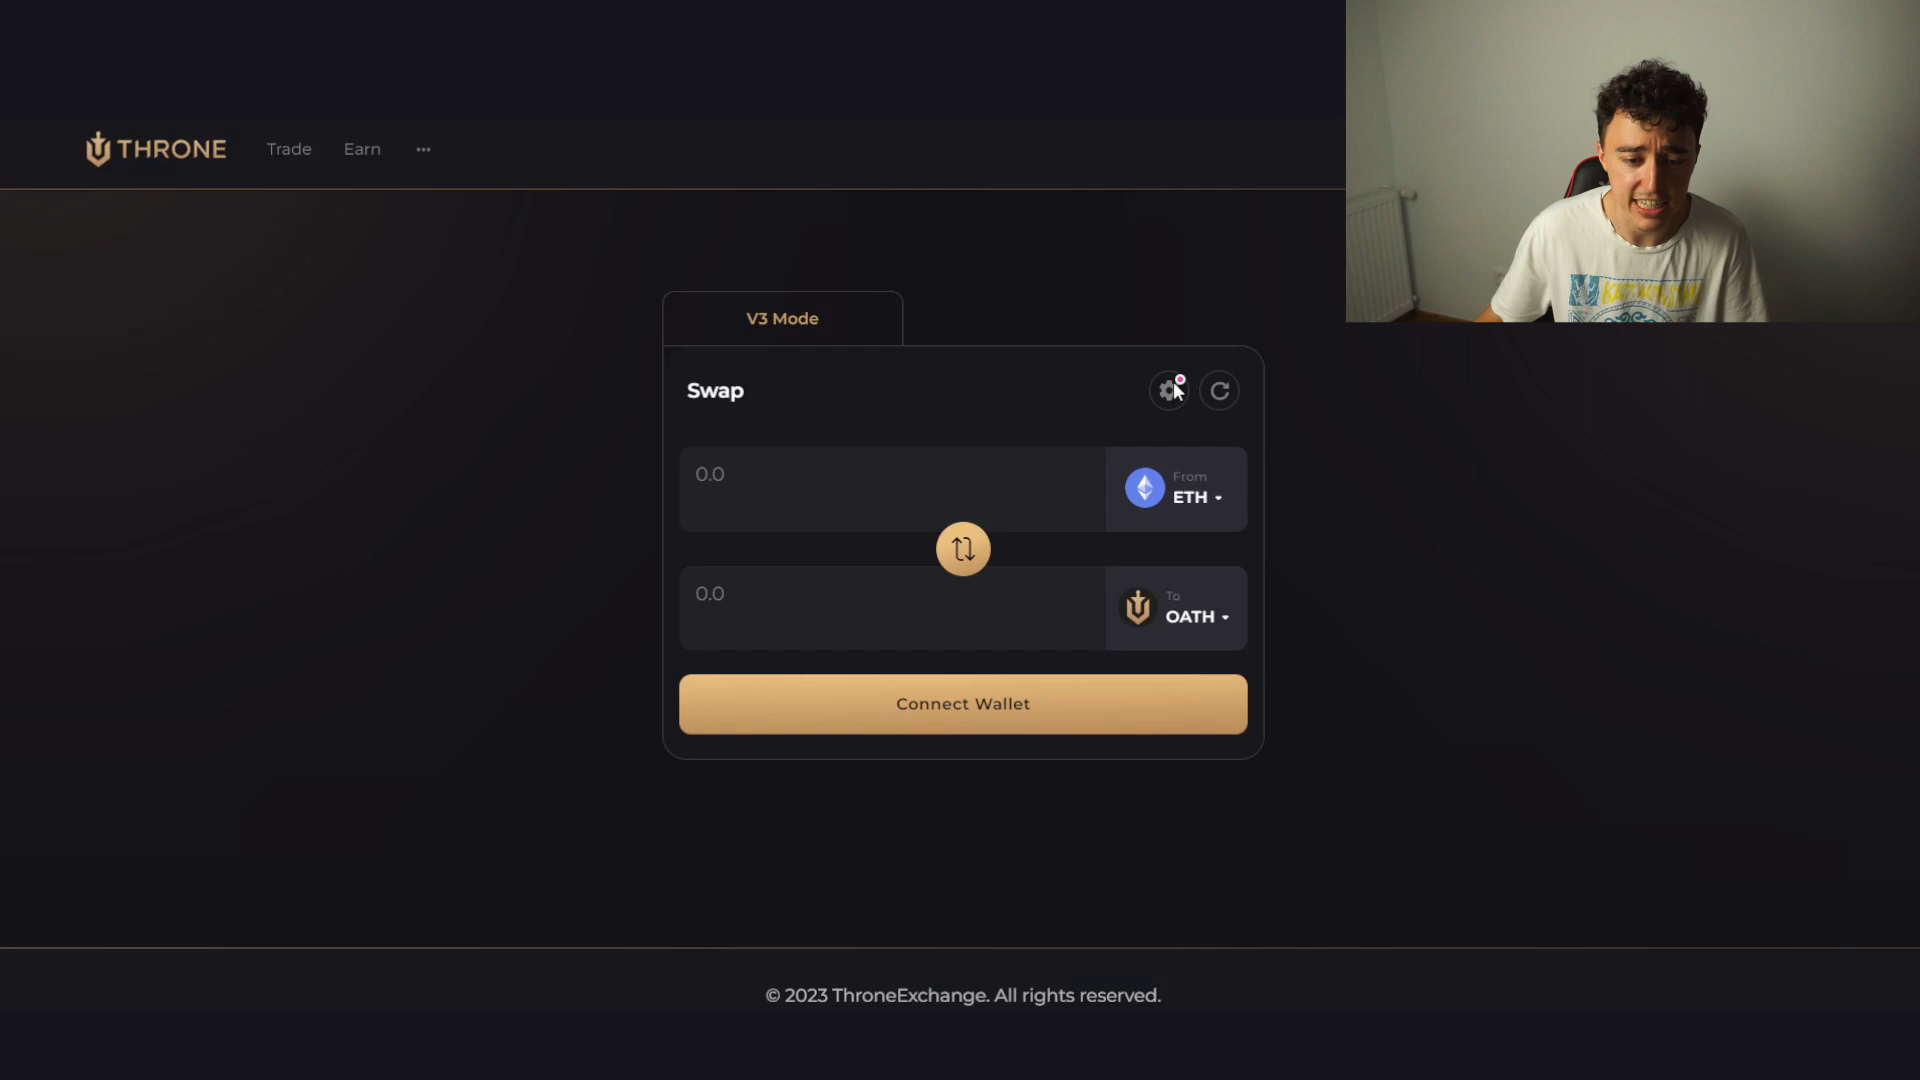 THRONE
Trade
Earn
V3 Mode
Swap
0.0
From
ETH
0.0
To
OATH
Connect Wallet
© 2023 ThroneExchange. All rights reserved.